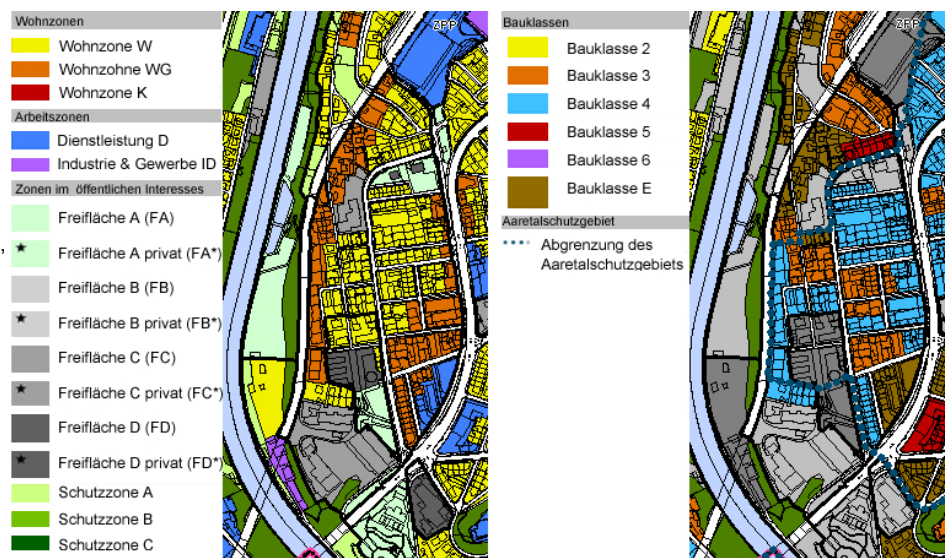 Wohnzonen
Wohnzone W
Wohnzohne WG
Wohnzone K
Arbeitszonen
Dienstleistung D
Industrie & Gewerbe ID
Zonen im öffentlichen Interesses
Freifläche A (FA)
Freifläche A privat (FA*)
Freifläche B (FB)
Freifläche B privat (FB*)
Freifläche C (FC)
Freifläche C privat (FC*)
Freifläche D (FD)
Freifläche D privat (FD*)
Schutzzone A
Schutzzone B
Schutzzone C
,
ZPP
Bauklassen
Bauklasse 2
Bauklasse 3
Bauklasse 4
Bauklasse 5
Bauklasse 6
Bauklasse E
Aaretalschutzgebiet
Abgrenzung des
Aaretalschutzgebiets
ZPP